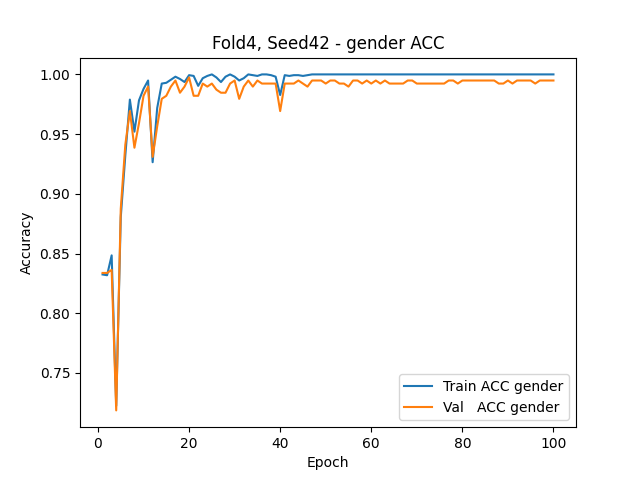 Fold4, Seed42 - gender ACC
1.00
0.95
0.90
0.85
0.80
0.75
Accuracy
Train ACC gender
Val   ACC gender
0
20
40
60
80
100
Epoch